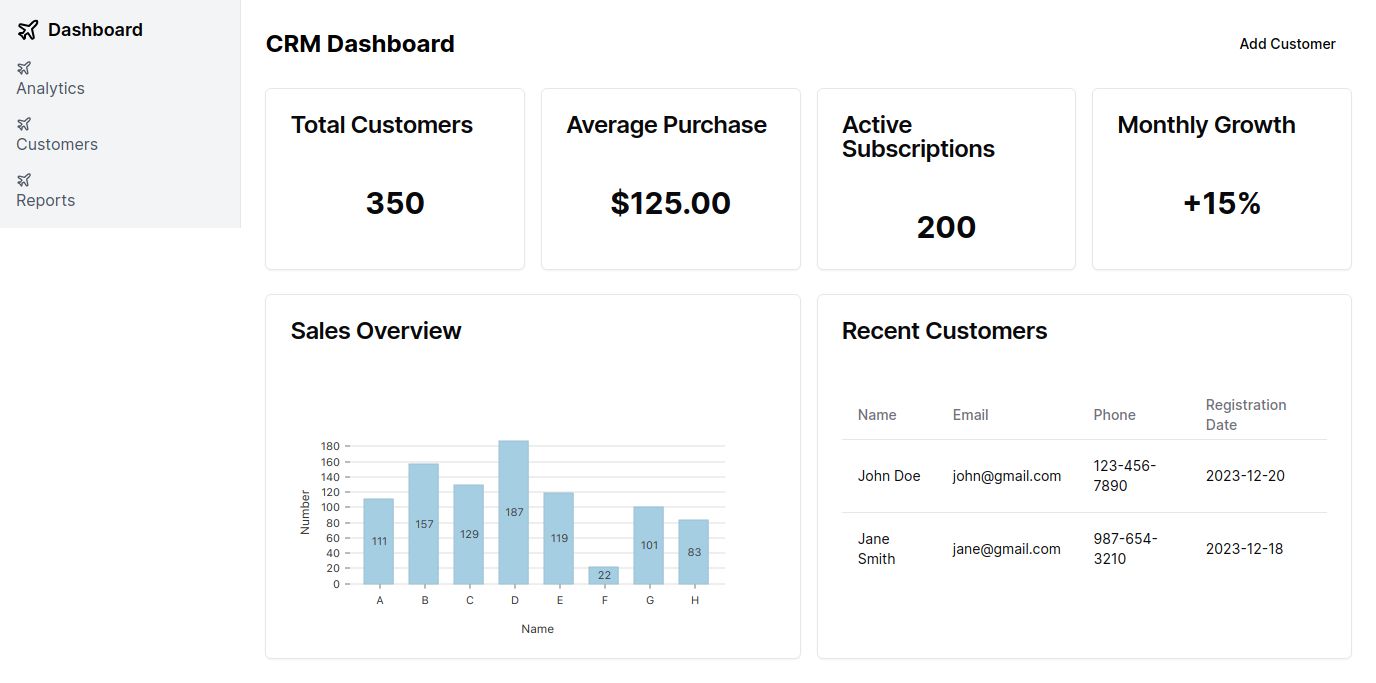 Dashboard
Analytics
Customers
Reports
CRM Dashboard
Add Customer
Total Customers
350
Average Purchase
$125.00
Active
Subscriptions
200
Monthly Growth
+15%
Sales Overview
Number
180
160
140
120
100
80
60
40
20
0
111
157
129
187
119
22
101
83
A
B
C
D
E
F
G
H
Name
Recent Customers
Name
Email
Phone
Registration
Date
John Doe
john@gmail.com
123-456-
7890
2023-12-20
Jane
Smith
jane@gmail.com
987-654-
3210
2023-12-18